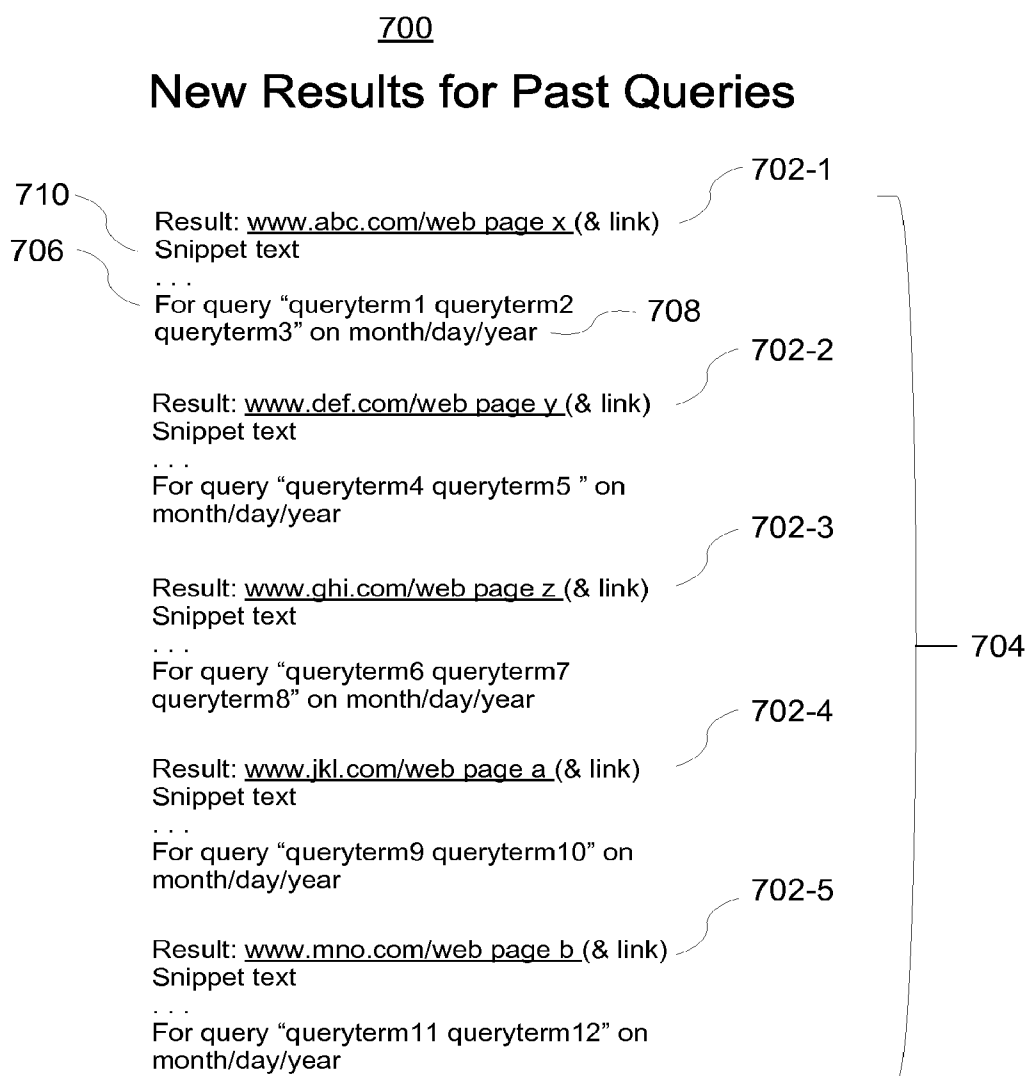 700
New Results for Past Queries
702-1
710
Result: www.abc.com/web page x (& link)
706
Snippet text
. . .
For query “queryterm1 queryterm2
708
queryterm3” on month/day/year
702-2
Result: www.def.com/web page y (& link)
Snippet text
. . .
For query “queryterm4 queryterm5 ” on
month/day/year
702-3
Result: www.ghi.com/web page z (& link)
Snippet text
. . .
704
For query “queryterm6 queryterm7
queryterm8” on month/day/year
702-4
Result: www.jkl.com/web page a (& link)
Snippet text
. . .
For query “queryterm9 queryterm10” on
month/day/year
702-5
Result: www.mno.com/web page b (& link)
Snippet text
. . .
For query “queryterm11 queryterm12” on
month/day/year